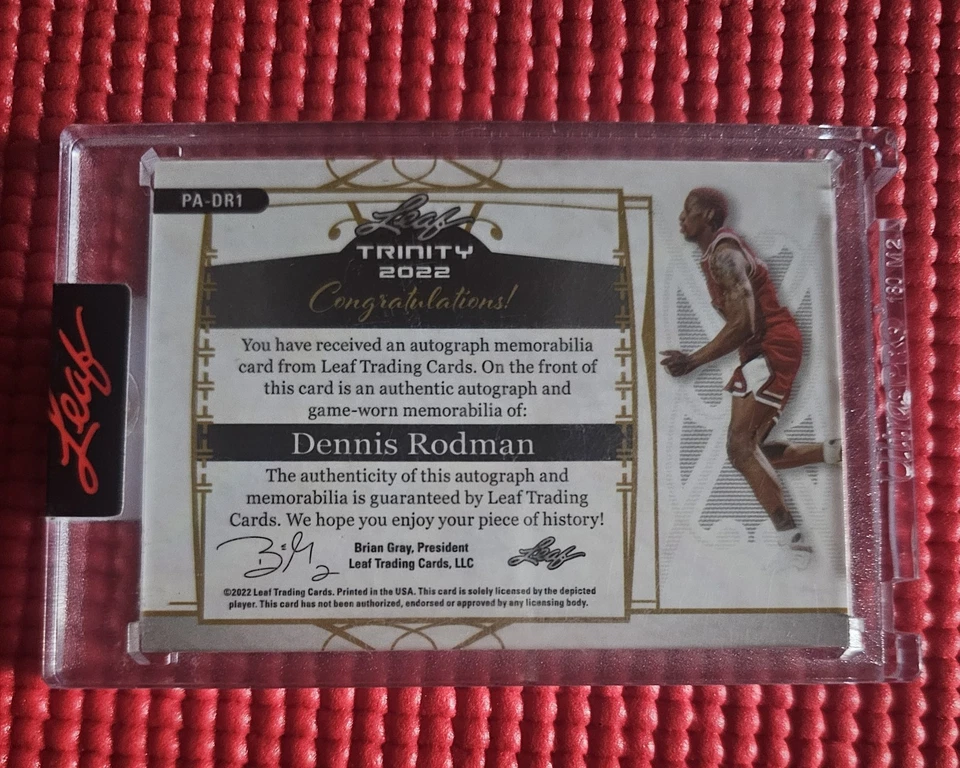 PA-DR1
Leaf
TRINITY
2022
Congratulations!
You have received an autograph memorabilia
card from Leaf Trading Cards. On the front of
this card is an authentic autograph and
game-worn memorabilia of:
Dennis Rodman
The authenticity of this autograph and
memorabilia is guaranteed by Leaf Trading
Cards. We hope you enjoy your piece of history!
Brian Gray, President
Leaf Trading Cards, LLC
Leaf
©2022 Leaf Trading Cards. Printed in the USA. This card is solely licensed by the depicted
player. This card has not been authorized, endorsed or approved by any licensing body.
Leaf
180 M2